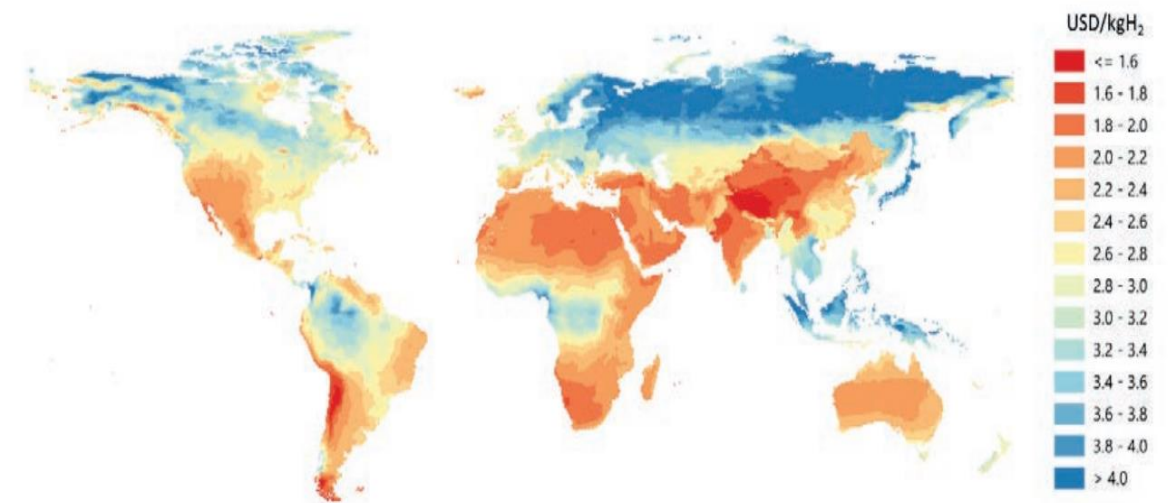 USD/kgH₂
<= 1.6
1.6 - 1.8
1.8 - 2.0
2.0 - 2.2
2.2 - 2.4
2.4 - 2.6
2.6 - 2.8
2.8 - 3.0
3.0 - 3.2
3.2 - 3.4
3.4 - 3.6
3.6 - 3.8
3.8 - 4.0
> 4.0